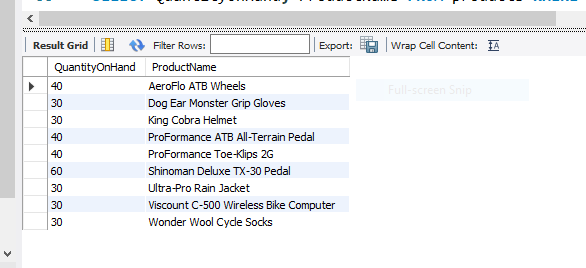 Result Grid Filter Rows: Export: Wrap Cell Content:
QuantityOnHand ProductName
40 AeroFlo ATB Wheels
Full-screen Snip
30 Dog Ear Monster Grip Gloves
30 King Cobra Helmet
40 ProFormance ATB All-Terrain Pedal
40 ProFormance Toe-Klips 2G
60 Shinoman Deluxe TX-30 Pedal
30 Ultra-Pro Rain Jacket
30 Viscount C-500 Wireless Bike Computer
30 Wonder Wool Cycle Socks